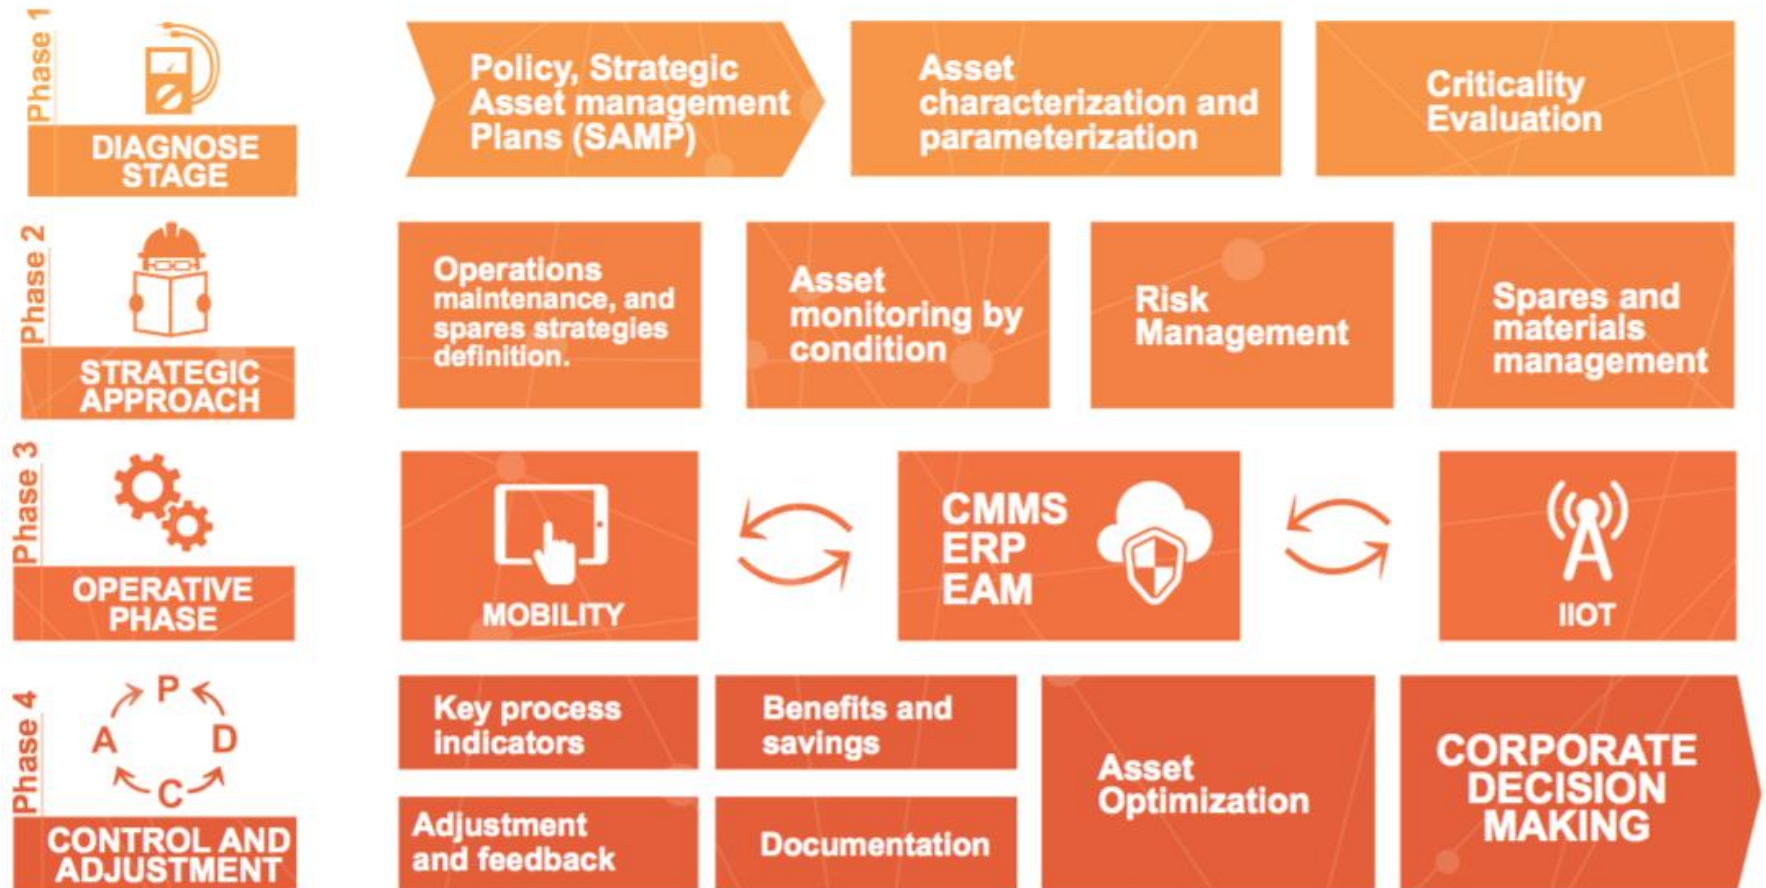 Phase 1
DIAGNOSE
STAGE
Policy, Strategic
Asset management
Plans (SAMP)
Asset
characterization and
parameterization
Criticality
Evaluation
Phase 2
STRATEGIC
APPROACH
Operations
maintenance, and
spares strategies
definition.
Asset
monitoring by
condition
Risk
Management
Spares and
materials
management
Phase 3
OPERATIVE
PHASE
MOBILITY
CMMS
ERP
EAM
A
IIOT
Phase 4
P
A
D
C
CONTROL AND
ADJUSTMENT
Key process
indicators
Benefits and
savings
Adjustment
and feedback
Documentation
Asset
Optimization
CORPORATE
DECISION
MAKING